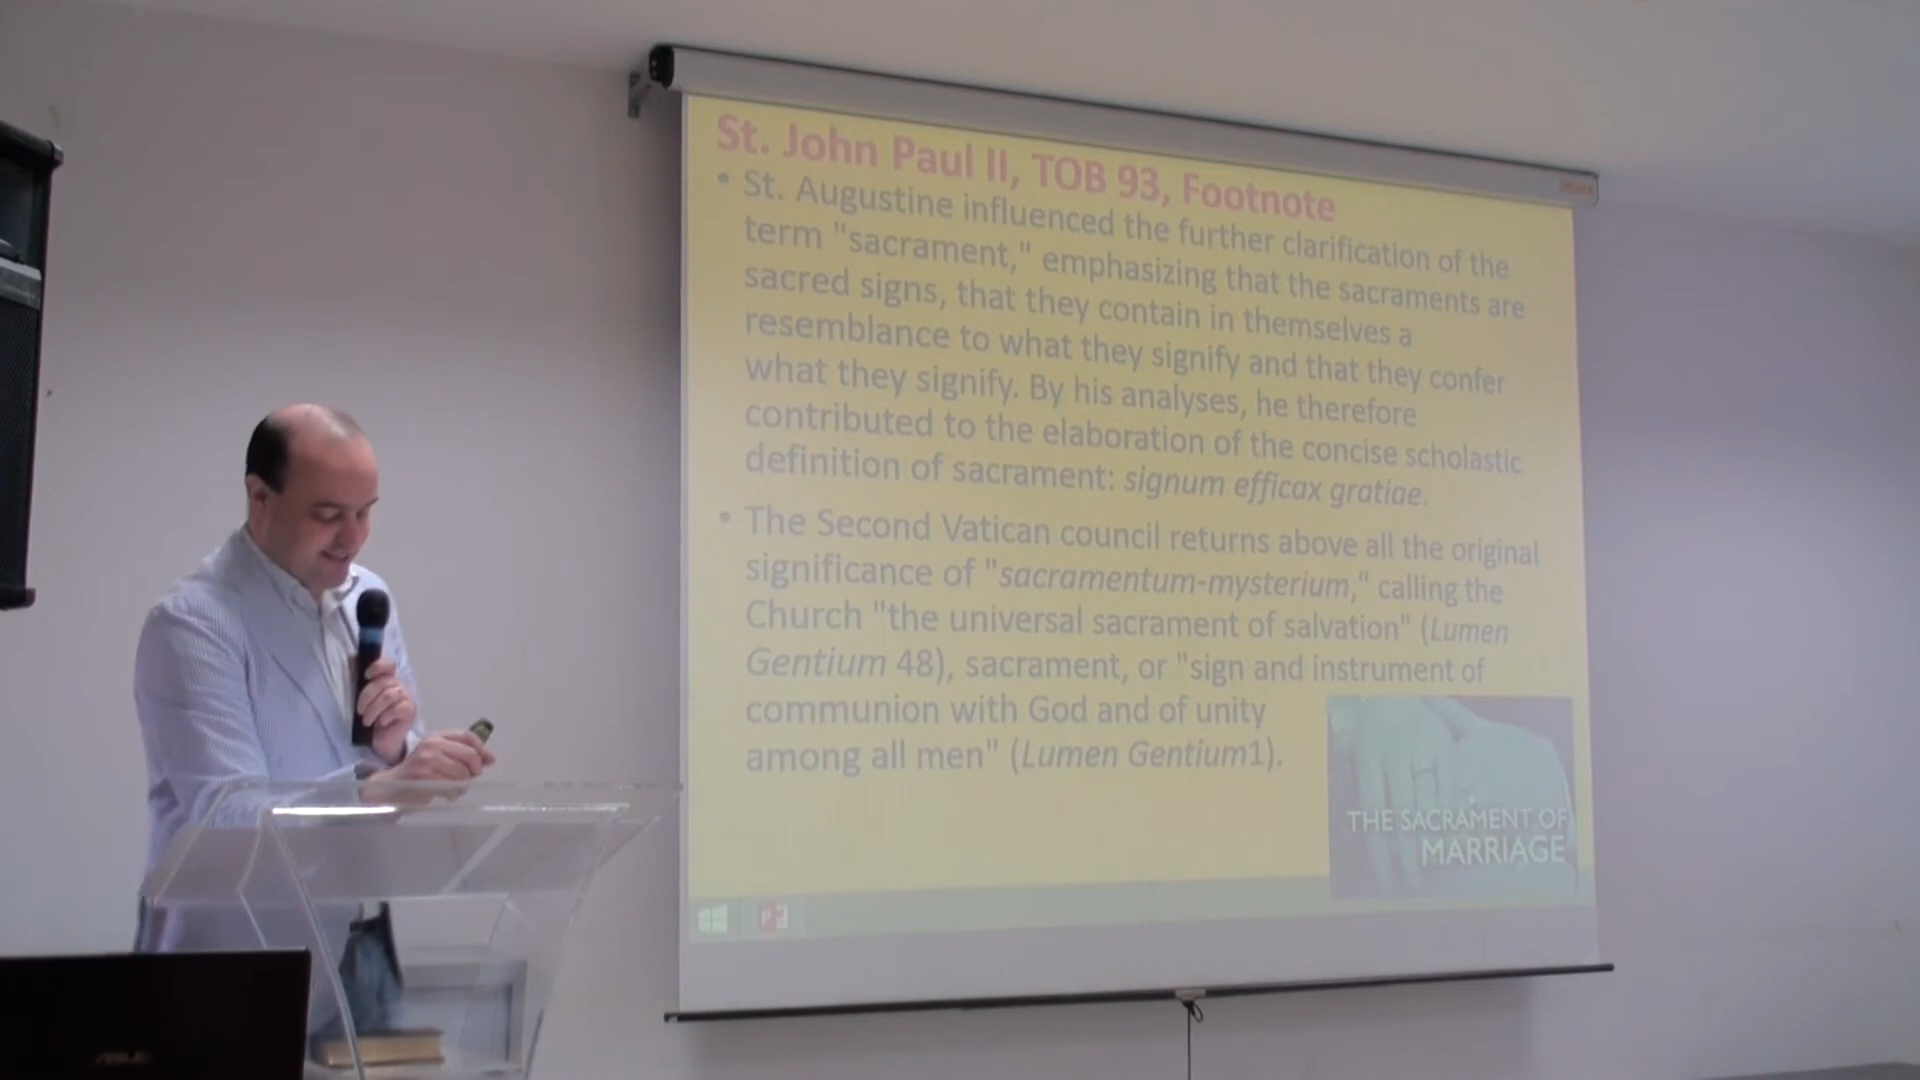 St. John Paul II, TOB 93, Footnote
• St. Augustine influenced the further clarification of the
term "sacrament," emphasizing that the sacraments are
sacred signs, that they contain in themselves a
resemblance to what they signify and that they confer
what they signify. By his analyses, he therefore
contributed to the elaboration of the concise scholastic
definition of sacrament: signum efficax gratiae.
• The Second Vatican council returns above all the original
significance of "sacramentum-mysterium," calling the
Church "the universal sacrament of salvation" (Lumen
Gentium 48), sacrament, or "sign and instrument of
communion with God and of unity
among all men" (Lumen Gentium1).
THE SACRAMENT OF
MARRIAGE
P
ASUS